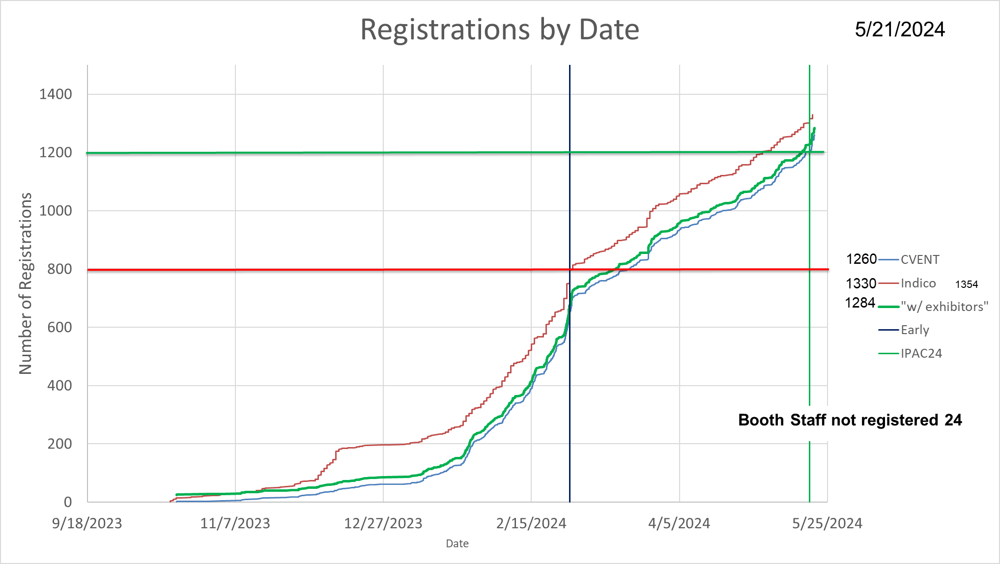 Registrations by Date
5/21/2024
1400
1200
1000
800
600
400
200
0
Number of Registrations
9/18/2023
11/7/2023
12/27/2023
2/15/2024
4/5/2024
5/25/2024
Date
1260 CVENT
1330 Indico 1354
1284 "w/ exhibitors"
Early
IPAC24
Booth Staff not registered 24